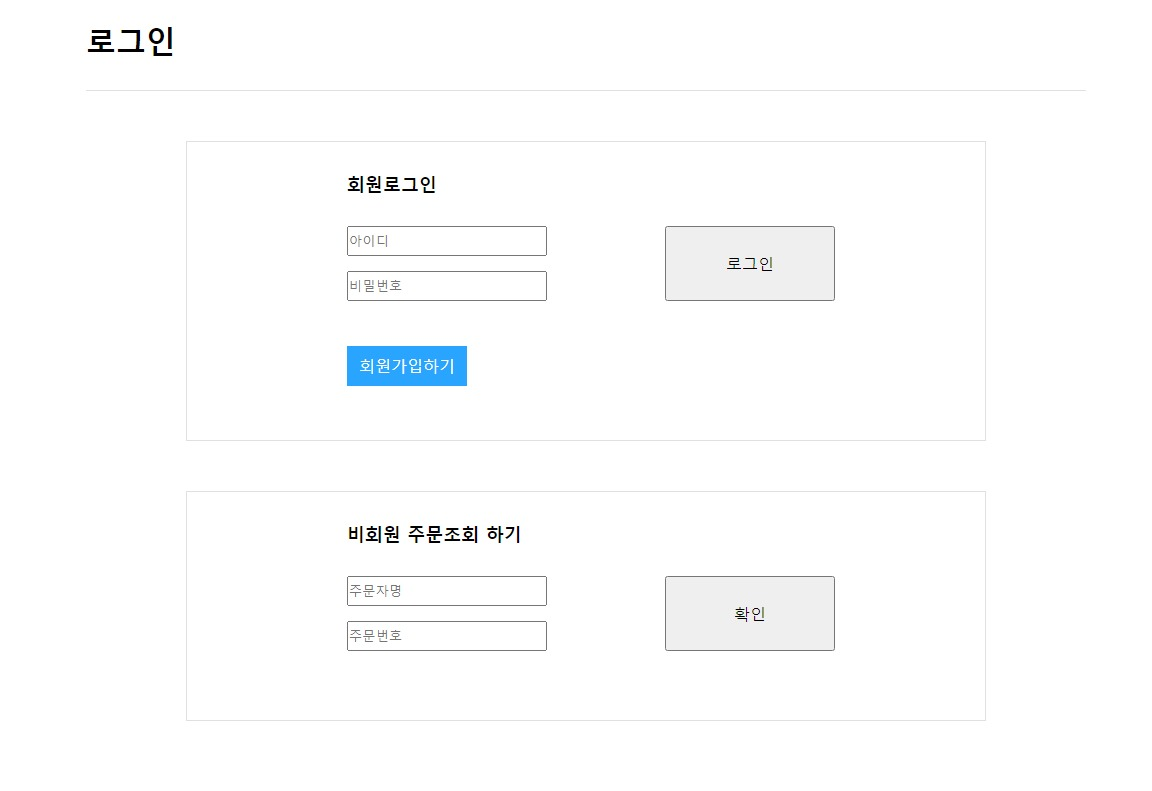 로그인
회원로그인
아이디
로그인
비밀번호
회원가입하기
비회원 주문조회 하기
주문자명
확인
주문번호